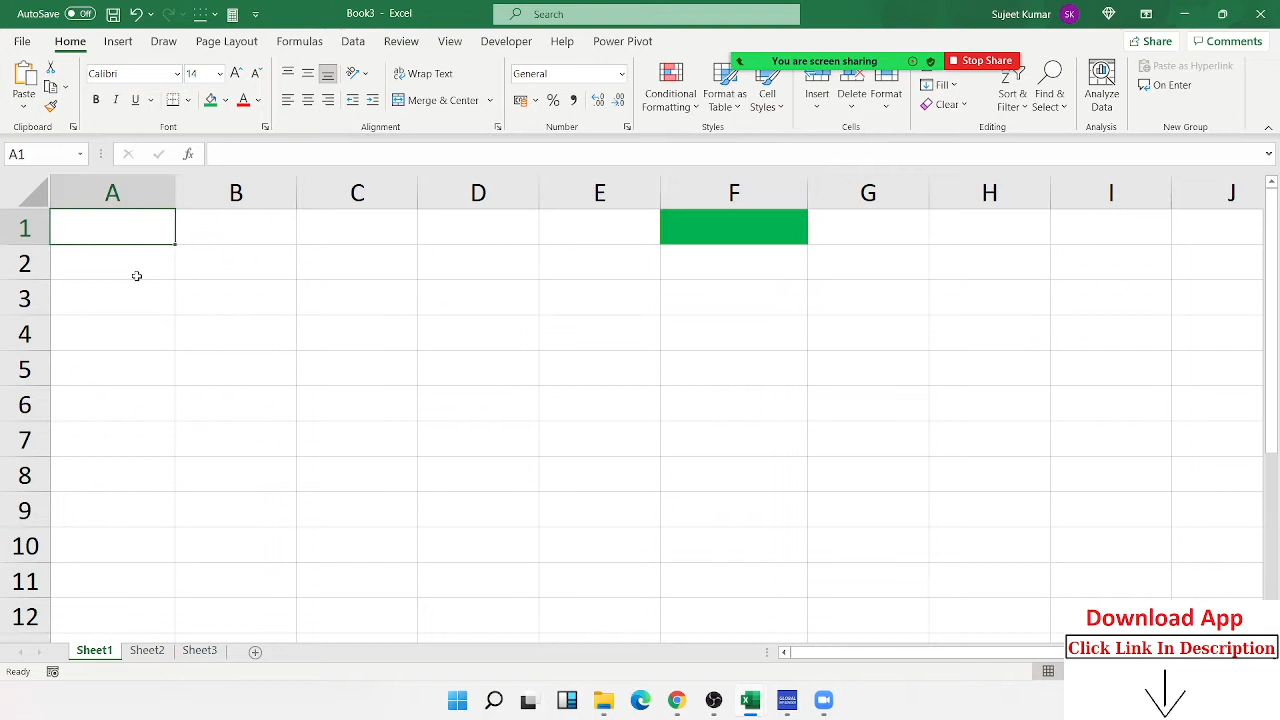 AutoSave Off Book3 - Excel Search Sujeet Kumar SK
File Home Insert Draw Page Layout Formulas Data Review View Developer Help Power Pivot Share Comments
You are screen sharing Stop Share
Paste Calibri 14 A A Wrap Text General Conditional Formatting Format as Table Cell Styles Insert Delete Format Fill Clear Sort & Filter Find & Select Analyze Data Paste as Hyperlink On Enter
B I U A Merge & Center % 9
Clipboard Font Alignment Number Styles Cells Editing Analysis New Group
A1 fx
A B C D E F G H I J
1
2
3
4
5
6
7
8
9
10
11
12
Download App
Click Link In Description
Sheet1 Sheet2 Sheet3
Ready
GLOBAL